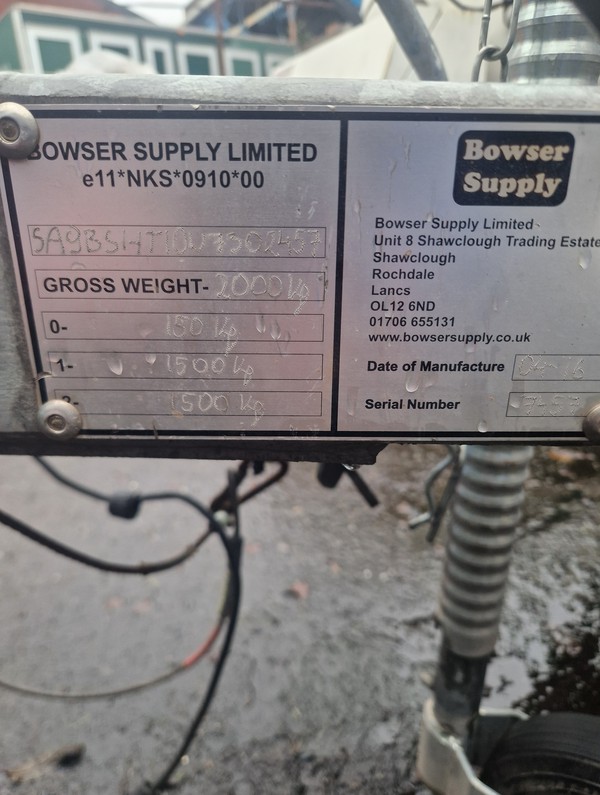 BOWSER SUPPLY LIMITED
e11*NKS*0910*00
GROSS WEIGHT- 2000 Kg
0- 150 Kg
1- 1500 Kg
2- 1500 Kg
Bowser
Supply
Bowser Supply Limited
Unit 8 Shawclough Trading Estate
Shawclough
Rochdale
Lancs
OL12 6ND
01706 655131
www.bowsersupply.co.uk
Date of Manufacture
Serial Number